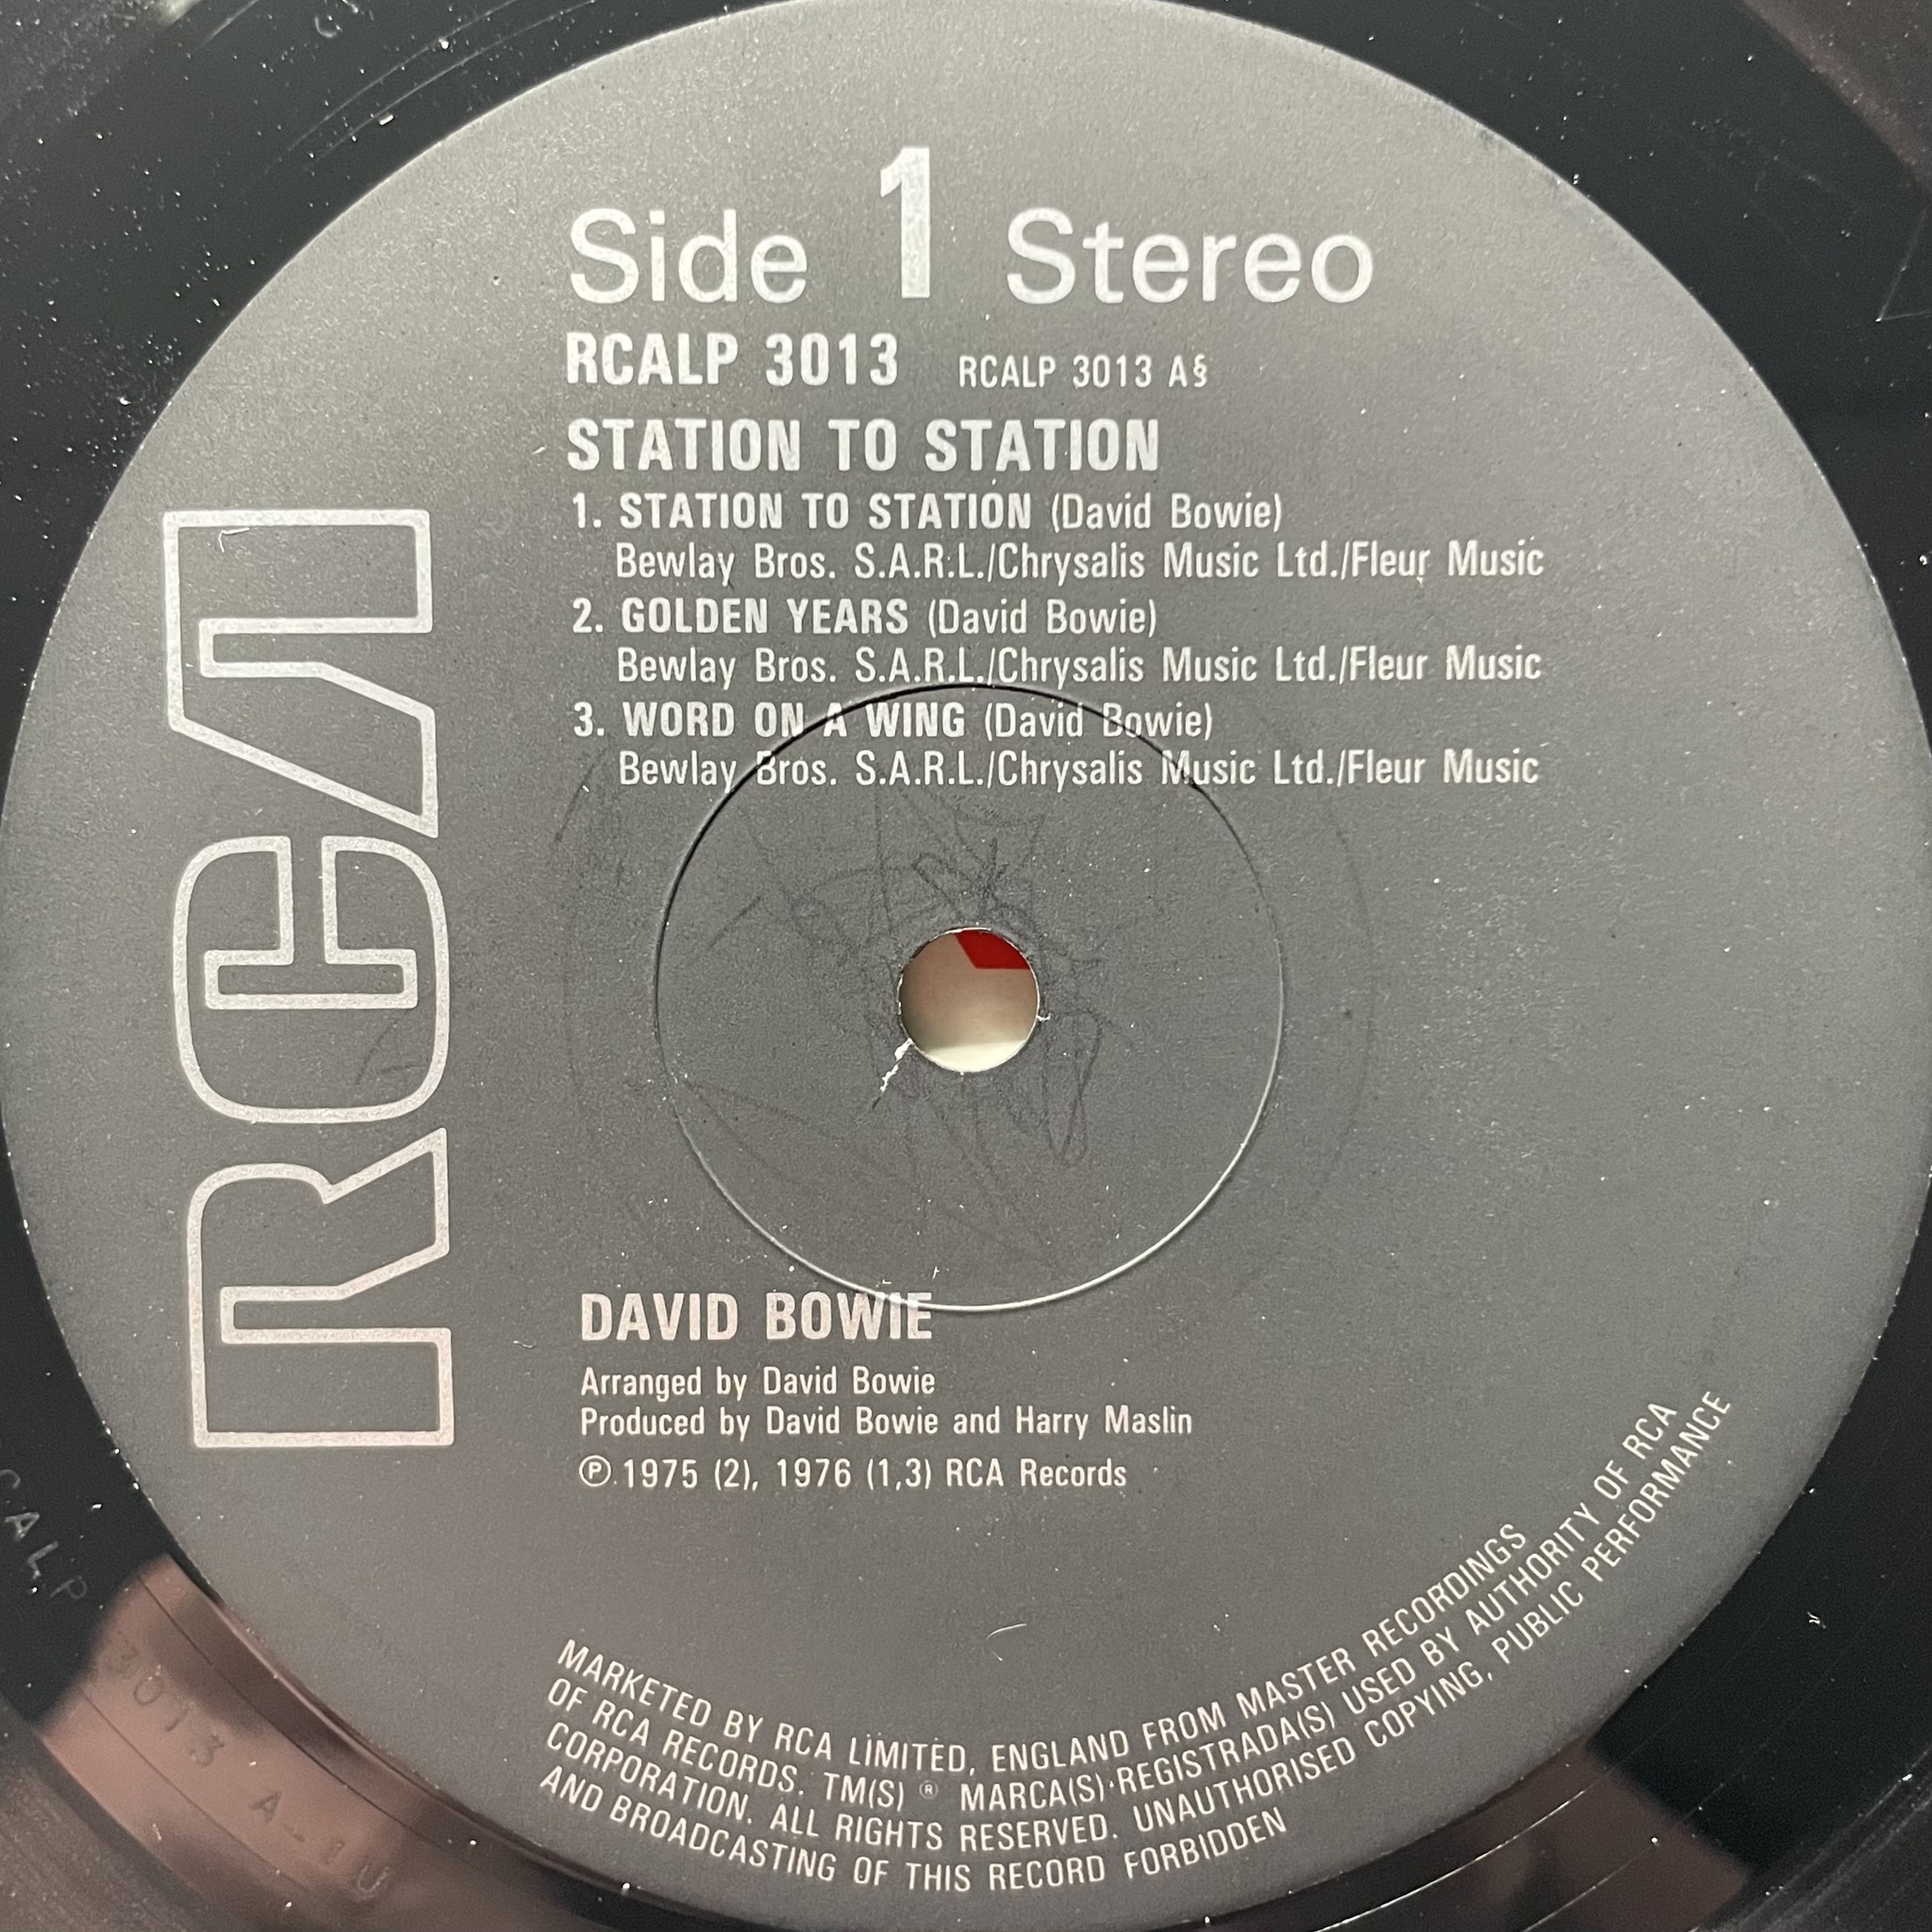 Side 1 Stereo
RCALP 3013 RCALP 3013 A§
STATION TO STATION
1. STATION TO STATION (David Bowie)
Bewlay Bros. S.A.R.L./Chrysalis Music Ltd./Fleur Music
2. GOLDEN YEARS (David Bowie)
Bewlay Bros. S.A.R.L./Chrysalis Music Ltd./Fleur Music
3. WORD ON A WING (David Bowie)
Bewlay Bros. S.A.R.L./Chrysalis Music Ltd./Fleur Music
RCA
DAVID BOWIE
Arranged by David Bowie
Produced by David Bowie and Harry Maslin
℗ 1975 (2), 1976 (1,3) RCA Records
MARKETED BY RCA LIMITED, ENGLAND FROM MASTER RECORDINGS
OF RCA RECORDS. TM(S) ® MARCA(S) REGISTRADA(S) USED BY AUTHORITY OF RCA
CORPORATION. ALL RIGHTS RESERVED. UNAUTHORISED COPYING, PUBLIC PERFORMANCE
AND BROADCASTING OF THIS RECORD FORBIDDEN